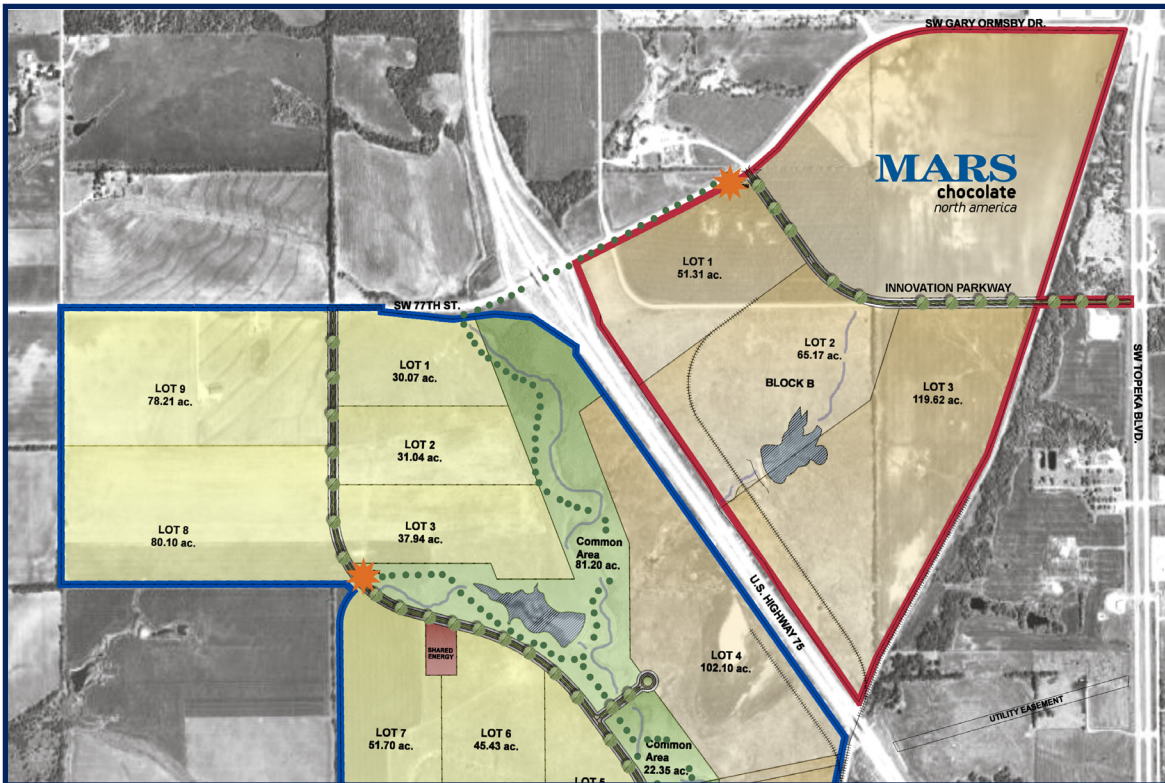 SW GARY ORMSBY DR.
MARS
chocolate
north america
LOT 1
51.31 ac.
INNOVATION PARKWAY
SW 77TH ST.
LOT 2
65.17 ac.
BLOCK B
LOT 3
119.62 ac.
SW TOPEKA BLVD.
LOT 9
78.21 ac.
LOT 1
30.07 ac.
LOT 2
31.04 ac.
LOT 8
80.10 ac.
LOT 3
37.94 ac.
Common
Area
81.20 ac.
U.S. HIGHWAY 75
SHARED
ENERGY
LOT 4
102.10 ac.
UTILITY EASEMENT
LOT 7
51.70 ac.
LOT 6
45.43 ac.
Common
Area
22.35 ac.
LOT 5